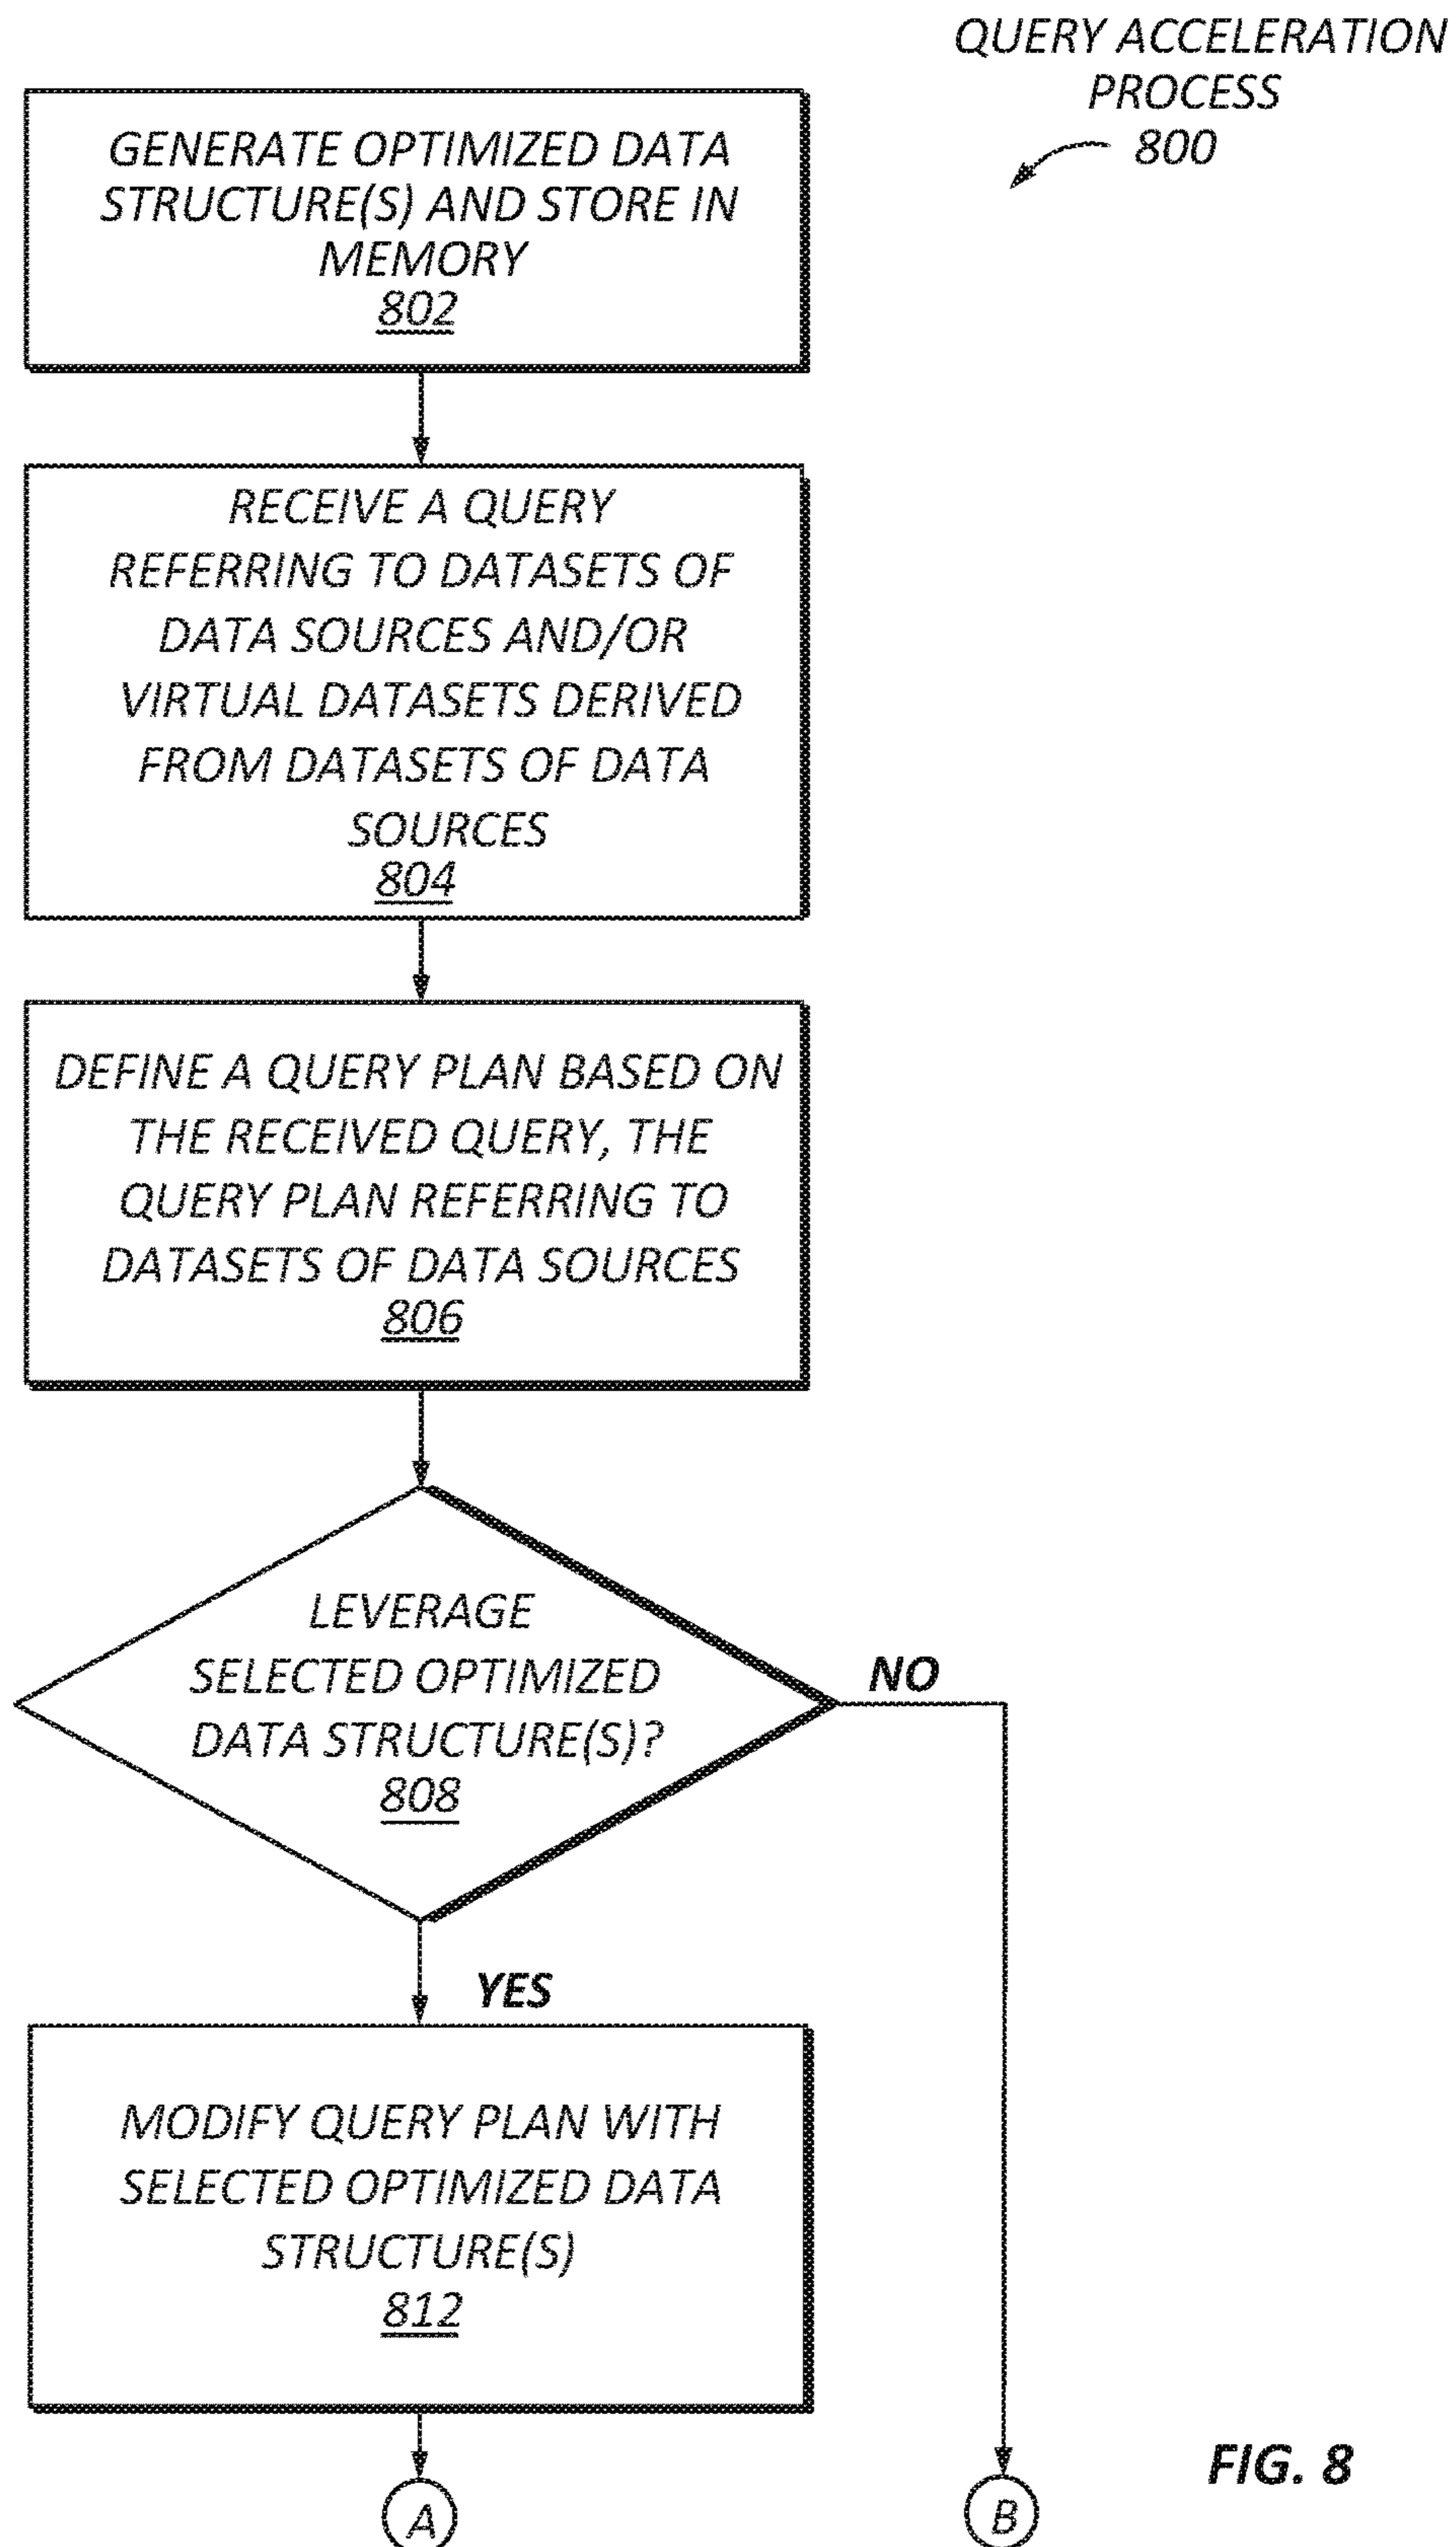 QUERY ACCELERATION
PROCESS
800
GENERATE OPTIMIZED DATA
STRUCTURE(S) AND STORE IN
MEMORY
802
RECEIVE A QUERY
REFERRING TO DATASETS OF
DATA SOURCES AND/OR
VIRTUAL DATASETS DERIVED
FROM DATASETS OF DATA
SOURCES
804
DEFINE A QUERY PLAN BASED ON
THE RECEIVED QUERY, THE
QUERY PLAN REFERRING TO
DATASETS OF DATA SOURCES
806
LEVERAGE
SELECTED OPTIMIZED
DATA STRUCTURE(S)?
808
NO
YES
MODIFY QUERY PLAN WITH
SELECTED OPTIMIZED DATA
STRUCTURE(S)
812
A
B
FIG. 8